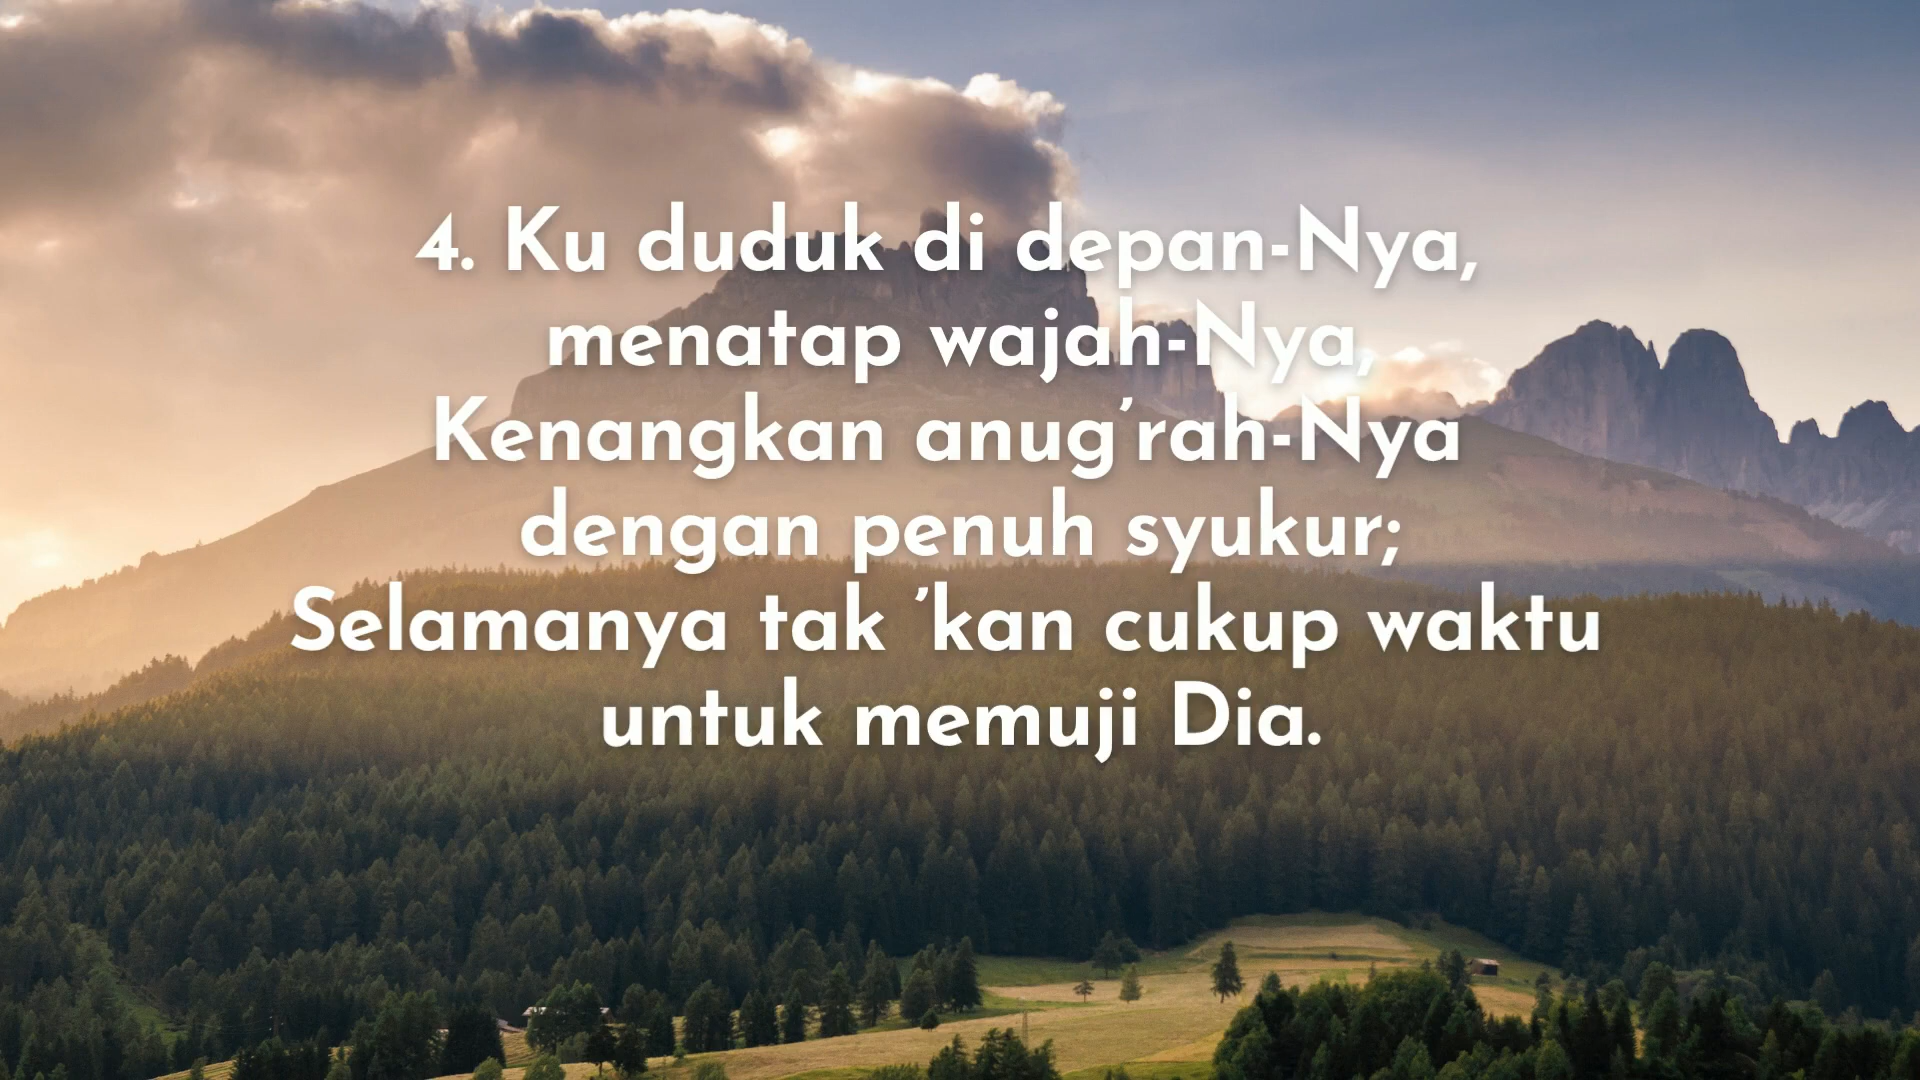 4. Ku duduk di depan-Nya,
menatap wajah-Nya,
Kenangkan anug’rah-Nya
dengan penuh syukur;
Selamanya tak ’kan cukup waktu
untuk memuji Dia.